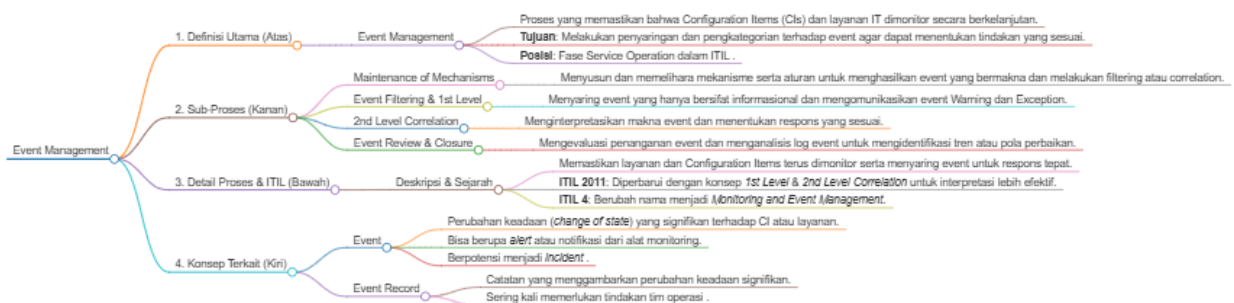 Event Management
1. Definisi Utama (Atas)
Event Management
Proses yang memastikan bahwa Configuration Items (CIs) dan layanan IT dimonitor secara berkelanjutan.
Tujuan: Melakukan penyaringan dan pengkategorian terhadap event agar dapat menentukan tindakan yang sesuai.
Posisi: Fase Service Operation dalam ITIL .
2. Sub-Proses (Kanan)
Maintenance of Mechanisms
Menyusun dan memelihara mekanisme serta aturan untuk menghasilkan event yang bermakna dan melakukan filtering atau correlation.
Event Filtering & 1st Level
Menyaring event yang hanya bersifat informasional dan mengomunikasikan event Warning dan Exception.
2nd Level Correlation
Menginterpretasikan makna event dan menentukan respons yang sesuai.
Event Review & Closure
Mengevaluasi penanganan event dan menganalisis log event untuk mengidentifikasi tren atau pola perbaikan.
3. Detail Proses & ITIL (Bawah)
Deskripsi & Sejarah
Memastikan layanan dan Configuration Items terus dimonitor serta menyaring event untuk respons tepat.
ITIL 2011: Diperbarui dengan konsep 1st Level & 2nd Level Correlation untuk interpretasi lebih efektif.
ITIL 4: Berubah nama menjadi Monitoring and Event Management.
4. Konsep Terkait (Kiri)
Event
Perubahan keadaan (change of state) yang signifikan terhadap CI atau layanan.
Bisa berupa alert atau notifikasi dari alat monitoring.
Berpotensi menjadi Incident .
Event Record
Catatan yang menggambarkan perubahan keadaan signifikan.
Sering kali memerlukan tindakan tim operasi .